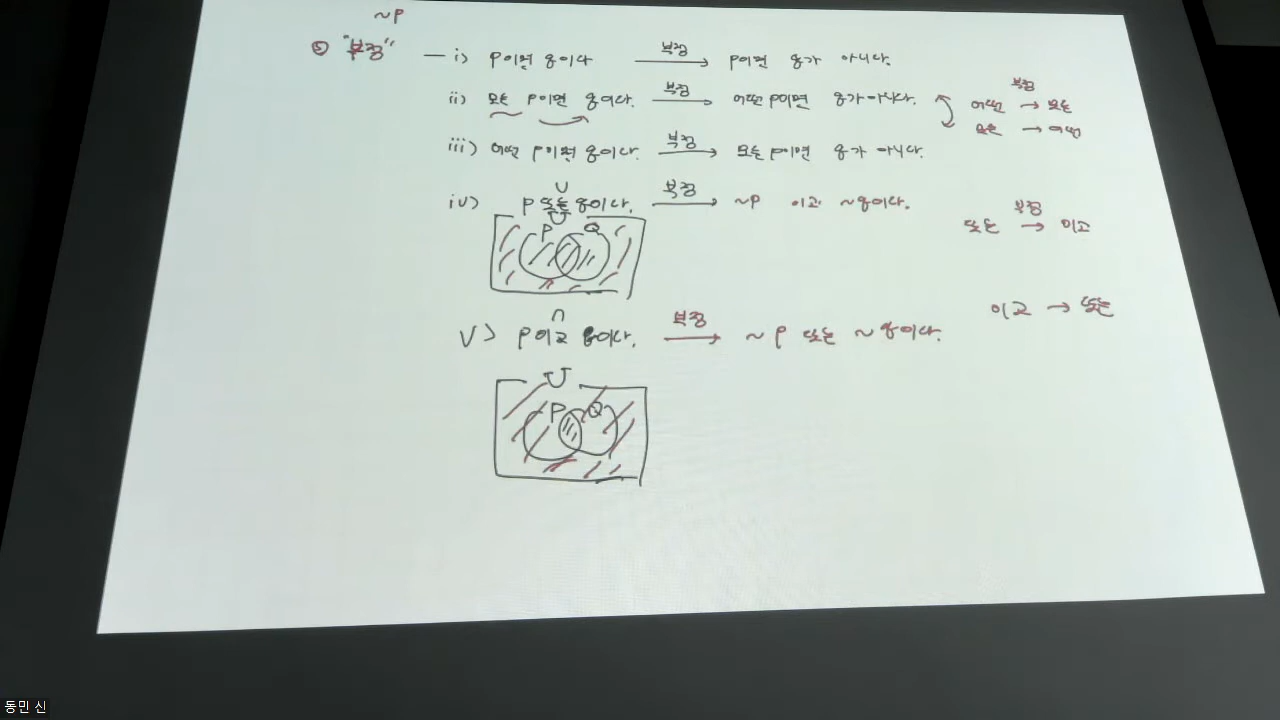 ~p
⑤ "부정" — i) p이면 q이다 부정 → p이면 q가 아니다.
ii) 모든 p이면 q이다. 부정 → 어떤 p이면 q가 아니다.
부정
어떤 → 모든
모든 → 어떤
iii) 어떤 p이면 q이다. 부정 → 모든 p이면 q가 아니다.
∪
iv) p 또는 q이다. 부정 → ~p 이고 ~q이다.
부정
또는 → 이고
U
P Q
이고 → 또는
∩
v) p이고 q이다. 부정 → ~p 또는 ~q이다.
U
P Q
동민 신